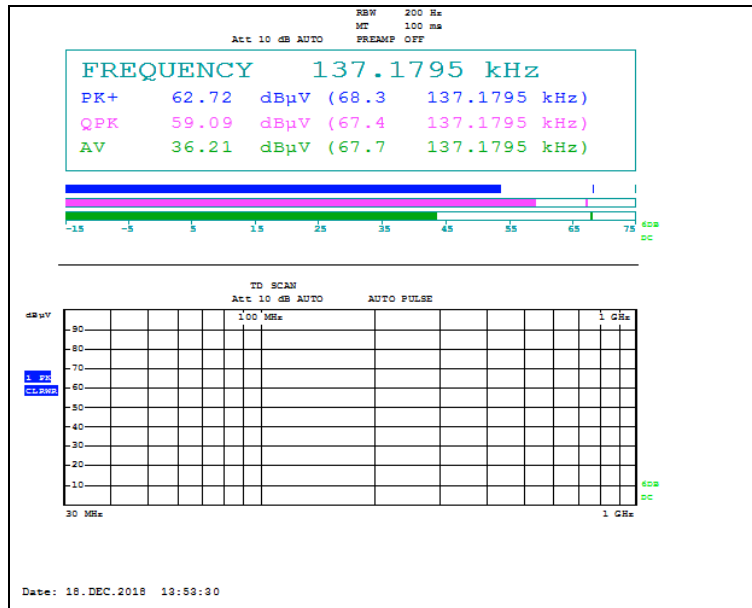 RBW 200 Hz
MT 100 ms
Att 10 dB AUTO PREAMP OFF
FREQUENCY 137.1795 kHz
PK+ 62.72 dBµV (68.3 137.1795 kHz)
QPK 59.09 dBµV (67.4 137.1795 kHz)
AV 36.21 dBµV (67.7 137.1795 kHz)
-15 -5 5 15 25 35 45 55 65 75
6DB
DC
TD SCAN
Att 10 dB AUTO AUTO PULSE
dBµV 100 MHz 1 GHz
90
80
70
1 PK
60
CLRWR
50
40
30
20
10
6DB
DC
30 MHz 1 GHz
Date: 18.DEC.2018 13:53:30